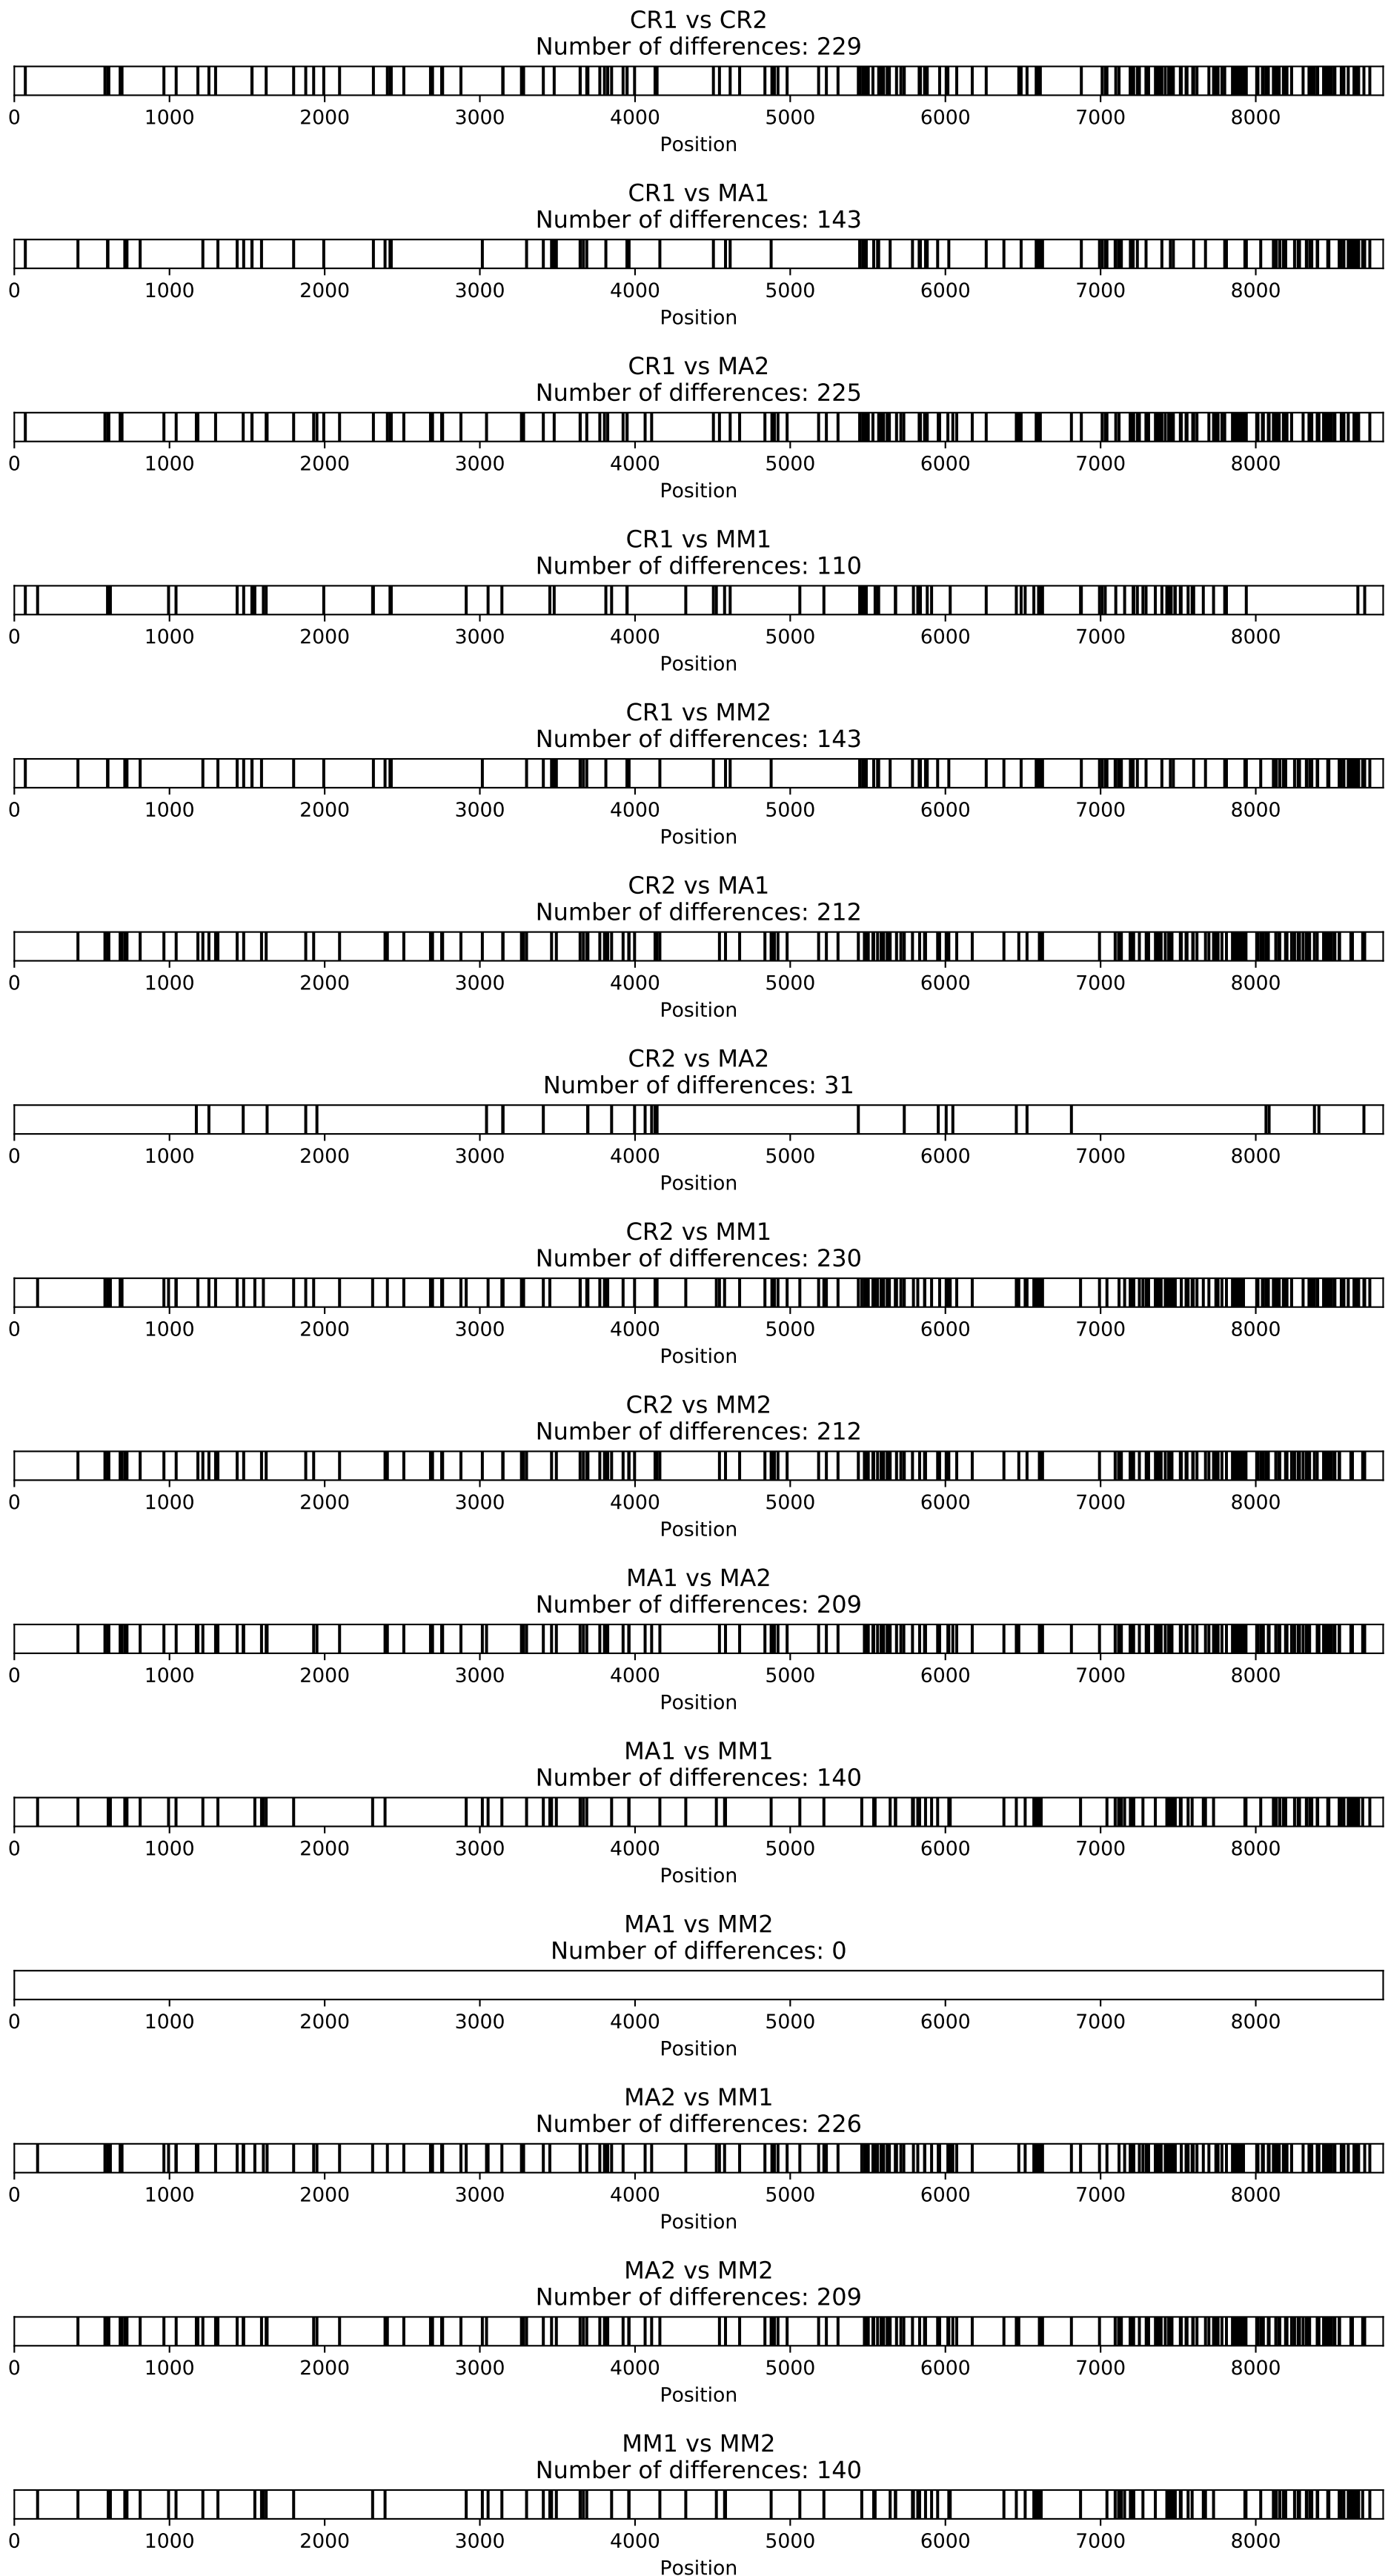 CR1 vs CR2
Number of differences: 229
0 1000 2000 3000 4000 5000 6000 7000 8000
Position
CR1 vs MA1
Number of differences: 143
0 1000 2000 3000 4000 5000 6000 7000 8000
Position
CR1 vs MA2
Number of differences: 225
0 1000 2000 3000 4000 5000 6000 7000 8000
Position
CR1 vs MM1
Number of differences: 110
0 1000 2000 3000 4000 5000 6000 7000 8000
Position
CR1 vs MM2
Number of differences: 143
0 1000 2000 3000 4000 5000 6000 7000 8000
Position
CR2 vs MA1
Number of differences: 212
0 1000 2000 3000 4000 5000 6000 7000 8000
Position
CR2 vs MA2
Number of differences: 31
0 1000 2000 3000 4000 5000 6000 7000 8000
Position
CR2 vs MM1
Number of differences: 230
0 1000 2000 3000 4000 5000 6000 7000 8000
Position
CR2 vs MM2
Number of differences: 212
0 1000 2000 3000 4000 5000 6000 7000 8000
Position
MA1 vs MA2
Number of differences: 209
0 1000 2000 3000 4000 5000 6000 7000 8000
Position
MA1 vs MM1
Number of differences: 140
0 1000 2000 3000 4000 5000 6000 7000 8000
Position
MA1 vs MM2
Number of differences: 0
0 1000 2000 3000 4000 5000 6000 7000 8000
Position
MA2 vs MM1
Number of differences: 226
0 1000 2000 3000 4000 5000 6000 7000 8000
Position
MA2 vs MM2
Number of differences: 209
0 1000 2000 3000 4000 5000 6000 7000 8000
Position
MM1 vs MM2
Number of differences: 140
0 1000 2000 3000 4000 5000 6000 7000 8000
Position